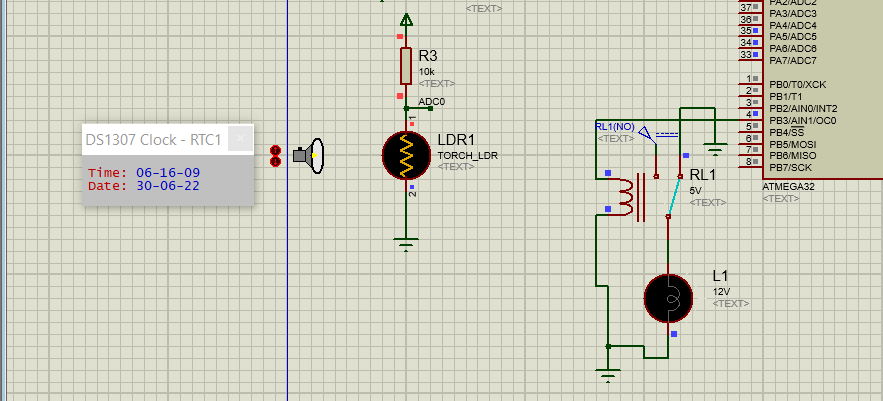 <TEXT>
37
PA2/ADC2
36
PA3/ADC3
35
PA4/ADC4
34
PA5/ADC5
33
PA6/ADC6
PA7/ADC7
1
PB0/T0/XCK
2
PB1/T1
3
PB2/AIN0/INT2
4
PB3/AIN1/OC0
5
PB4/SS
6
PB5/MOSI
7
PB6/MISO
8
PB7/SCK
ATMEGA32
<TEXT>
R3
10k
<TEXT>
ADC0
1
LDR1
TORCH_LDR
<TEXT>
2
DS1307 Clock - RTC1
Time: 06-16-09
Date: 30-06-22
RL1(NO)
<TEXT>
RL1
5V
<TEXT>
L1
12V
<TEXT>